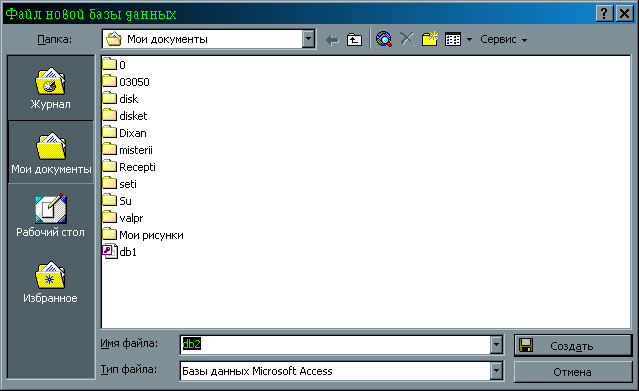 Файл новой базы данных
Папка: Мои документы Сервис
Журнал
Мои документы
Рабочий стол
Избранное
0
03050
disk
disket
Dixan
misterii
Recepti
seti
Su
valpr
Мои рисунки
db1
Имя файла: db2 Создать
Тип файла: Базы данных Microsoft Access Отмена